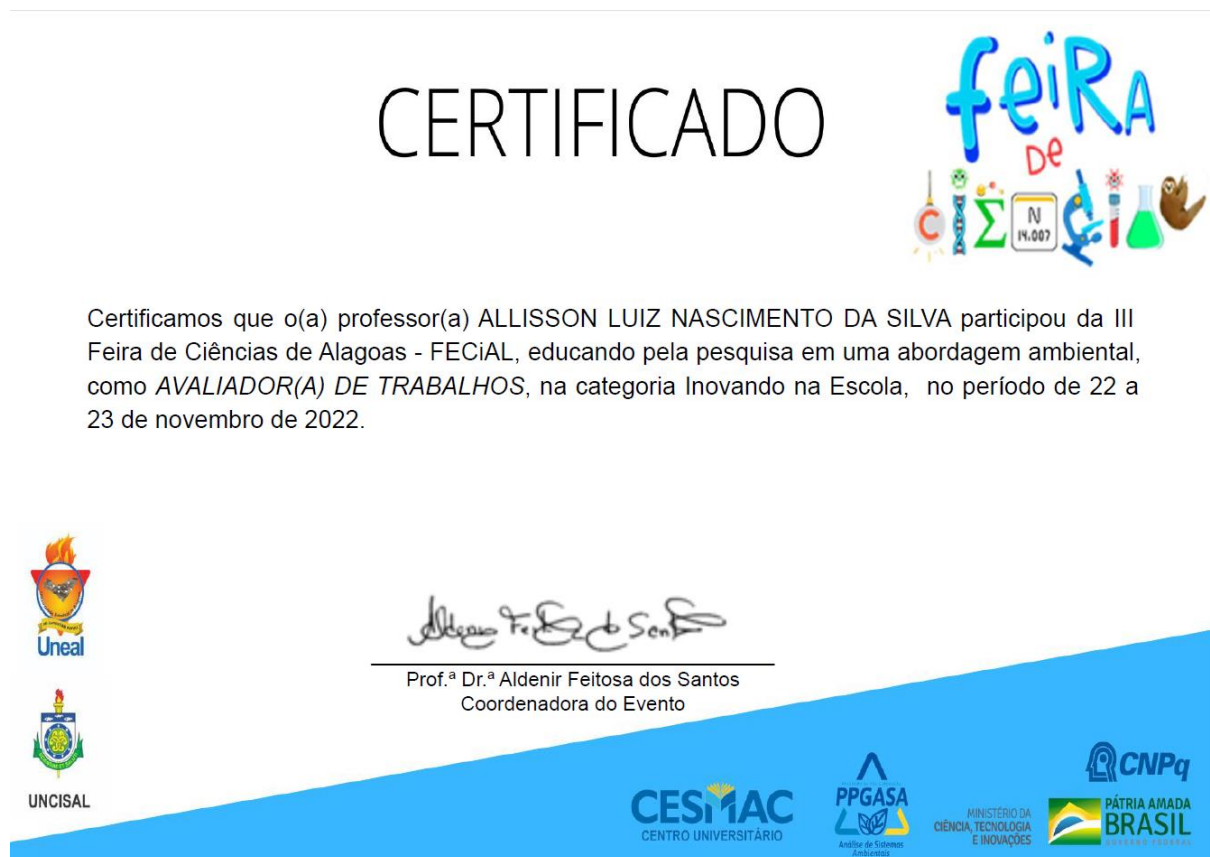 CERTIFICADO
feiRA
De
CIÊNCIA
N
14.007
Certificamos que o(a) professor(a) ALLISSON LUIZ NASCIMENTO DA SILVA participou da III
Feira de Ciências de Alagoas - FECiAL, educando pela pesquisa em uma abordagem ambiental,
como AVALIADOR(A) DE TRABALHOS, na categoria Inovando na Escola, no período de 22 a
23 de novembro de 2022.
Uneal
UNCISAL
Prof.ª Dr.ª Aldenir Feitosa dos Santos
Coordenadora do Evento
CESMAC
CENTRO UNIVERSITÁRIO
PPGASA
Análise de Sistemas
Ambientais
MINISTÉRIO DA
CIÊNCIA, TECNOLOGIA
E INOVAÇÕES
CNPq
PÁTRIA AMADA
BRASIL
GOVERNO FEDERAL